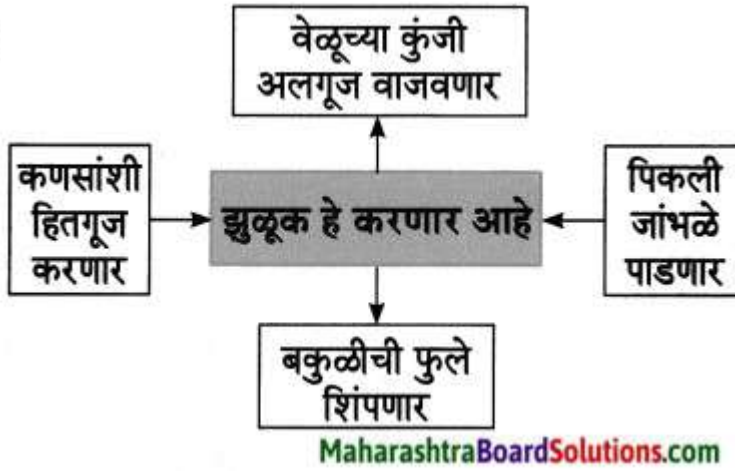 वेळूच्या कुंजी
अलगूज वाजवणार
कणसांशी
हितगूज
करणार
झुळूक हे करणार आहे
पिकली
जांभळे
पाडणार
बकुळीची फुले
शिंपणार
MaharashtraBoardSolutions.com